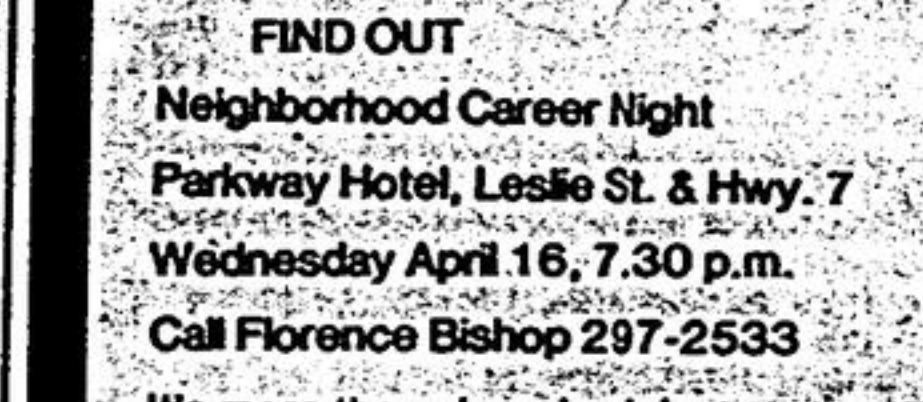 FIND OUT
Neighborhood Career Night
Parkway Hotel, Leslie St. & Hwy. 7
Wednesday April 16, 7.30 p.m.
Call Florence Bishop 297-2533